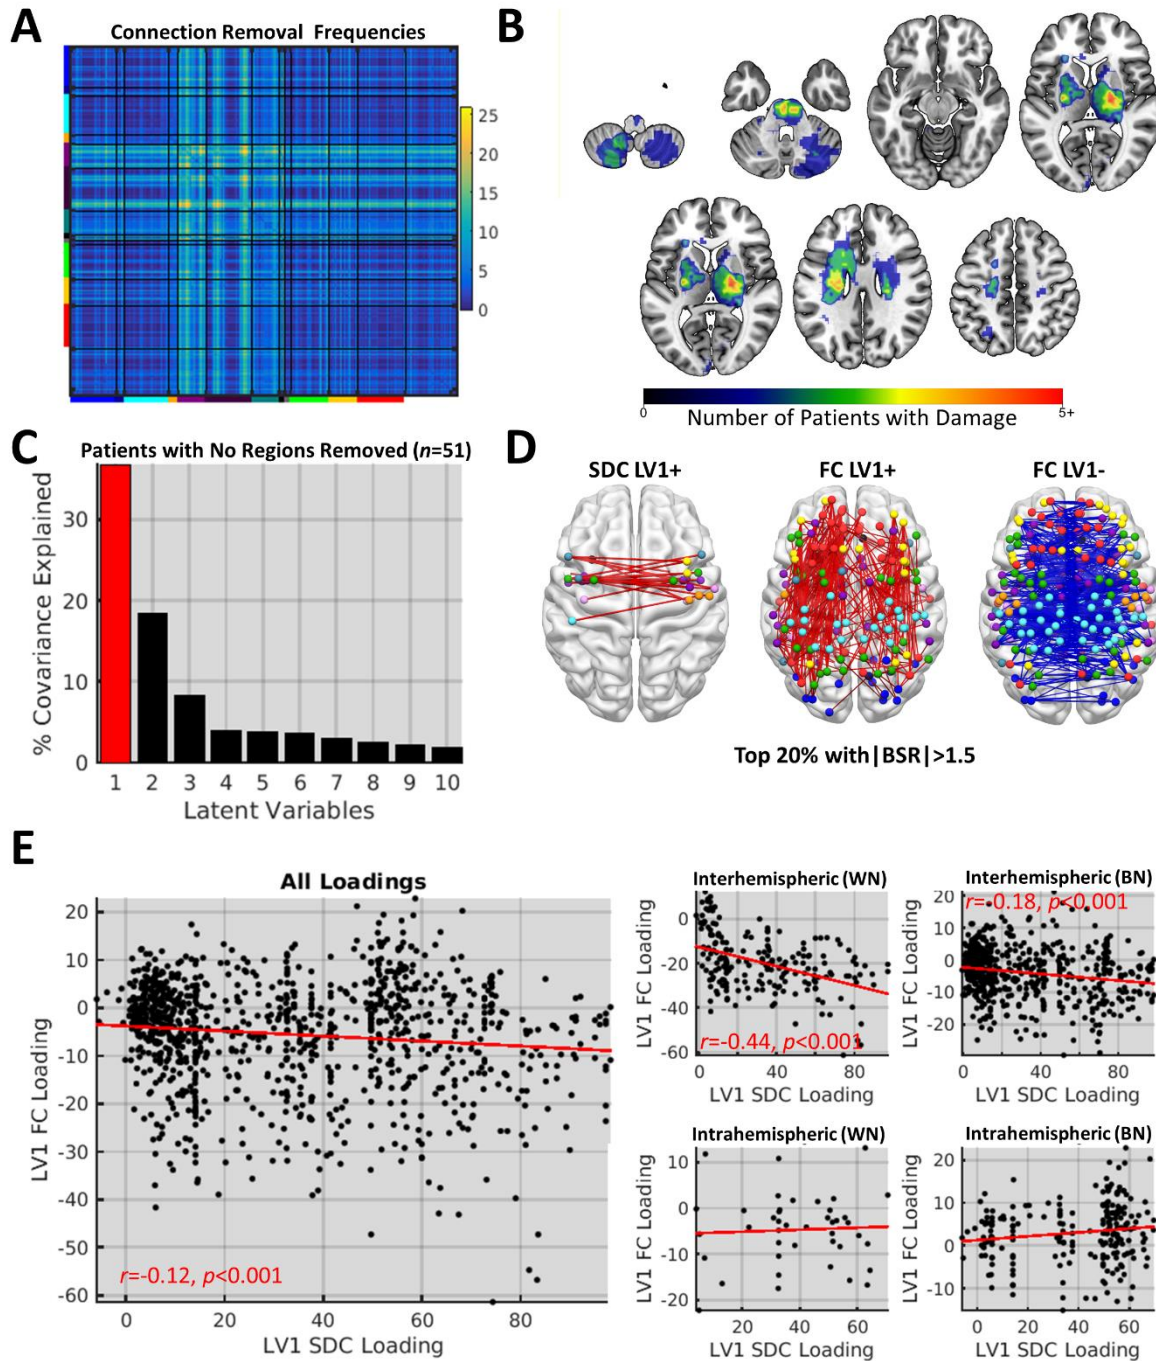 A
Connection Removal Frequencies
25
20
15
10
5
0
B
0
5+
Number of Patients with Damage
C
Patients with No Regions Removed (n=51)
% Covariance Explained
30
20
10
0
1 2 3 4 5 6 7 8 9 10
Latent Variables
D
SDC LV1+ FC LV1+ FC LV1-
Top 20% with|BSR|>1.5
E
All Loadings
LV1 FC Loading
20
10
0
-10
-20
-30
-40
-50
-60
r=-0.12, p<0.001
0 20 40 60 80
LV1 SDC Loading
Interhemispheric (WN)
LV1 FC Loading
0
-20
-40
-60
r=-0.44, p<0.001
0 20 40 60 80
LV1 SDC Loading
Interhemispheric (BN)
r=-0.18, p<0.001
LV1 FC Loading
20
10
0
-10
-20
0 20 40 60 80
LV1 SDC Loading
Intrahemispheric (WN)
LV1 FC Loading
10
0
-10
-20
20 40 60
LV1 SDC Loading
Intrahemispheric (BN)
LV1 FC Loading
20
10
0
-10
0 20 40 60
LV1 SDC Loading